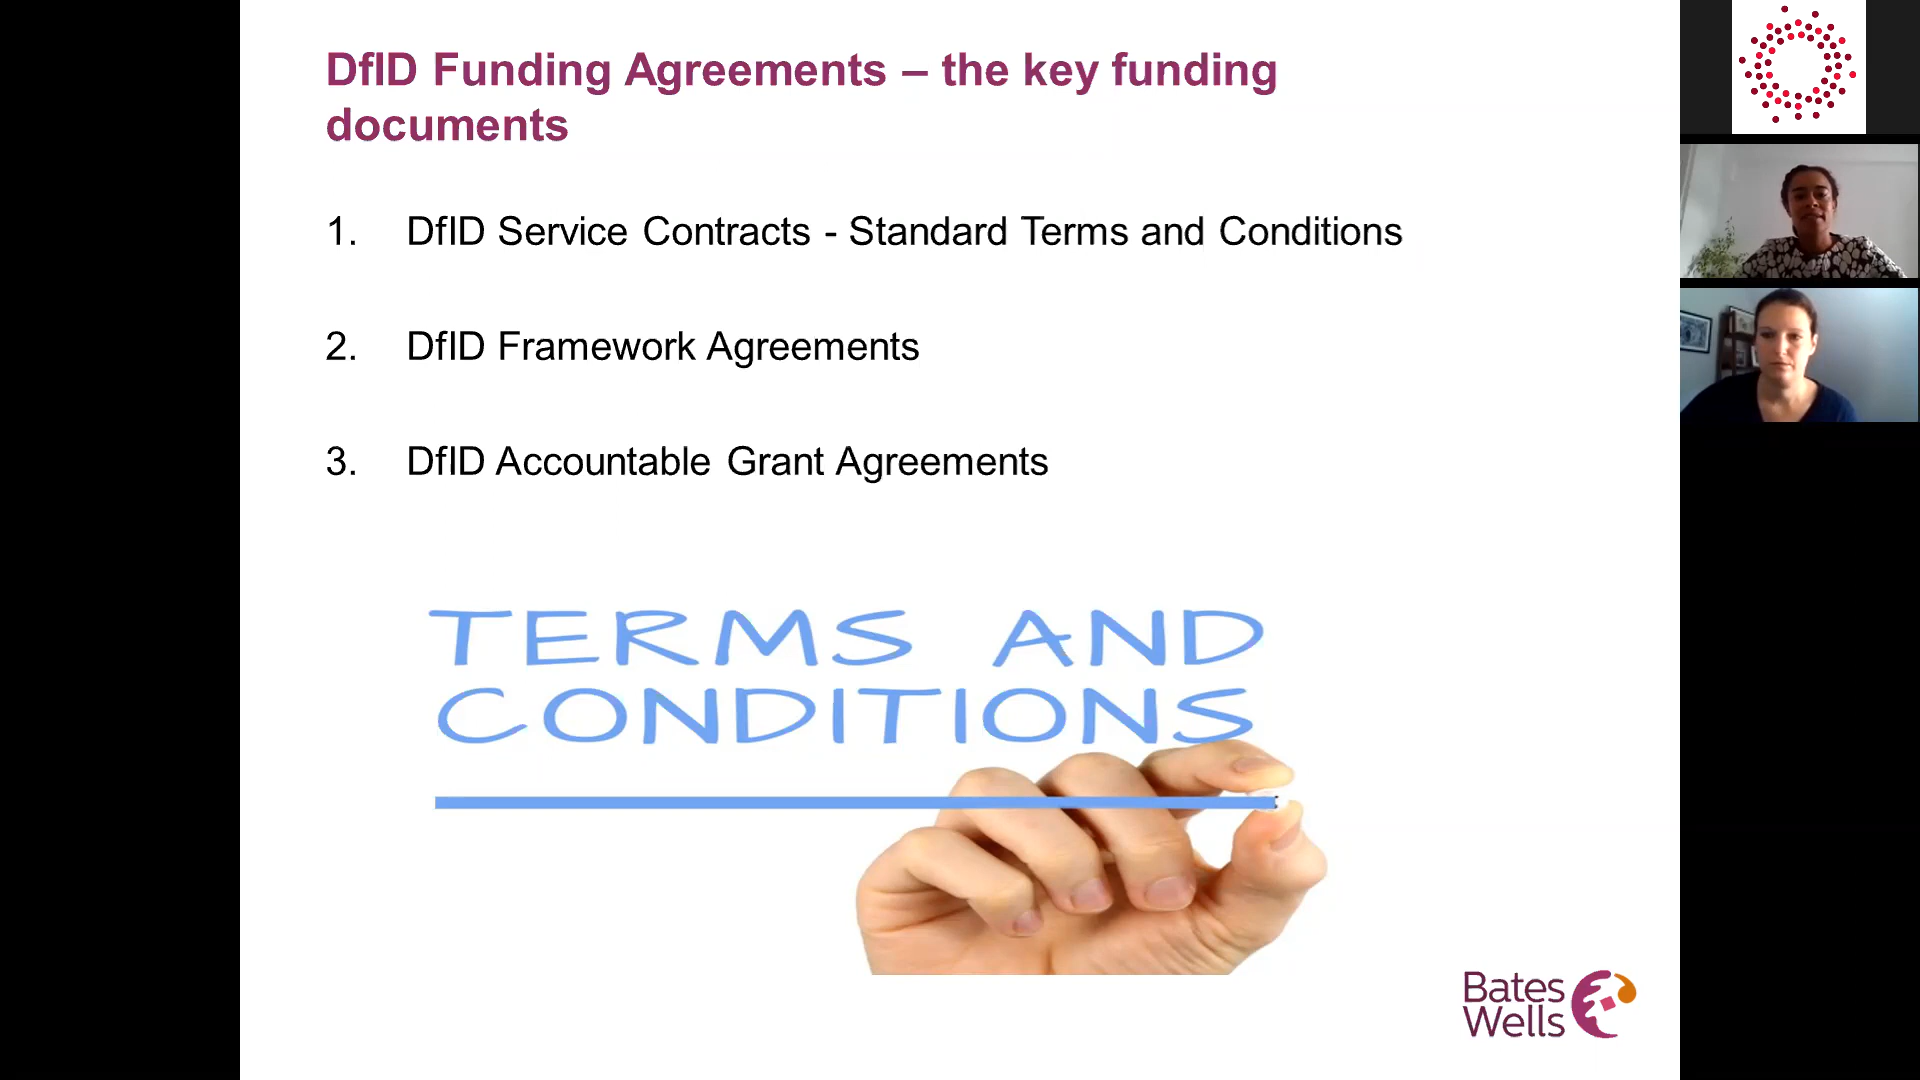 DfID Funding Agreements – the key funding
documents
1. DfID Service Contracts - Standard Terms and Conditions
2. DfID Framework Agreements
3. DfID Accountable Grant Agreements
TERMS AND
CONDITIONS
Bates
Wells